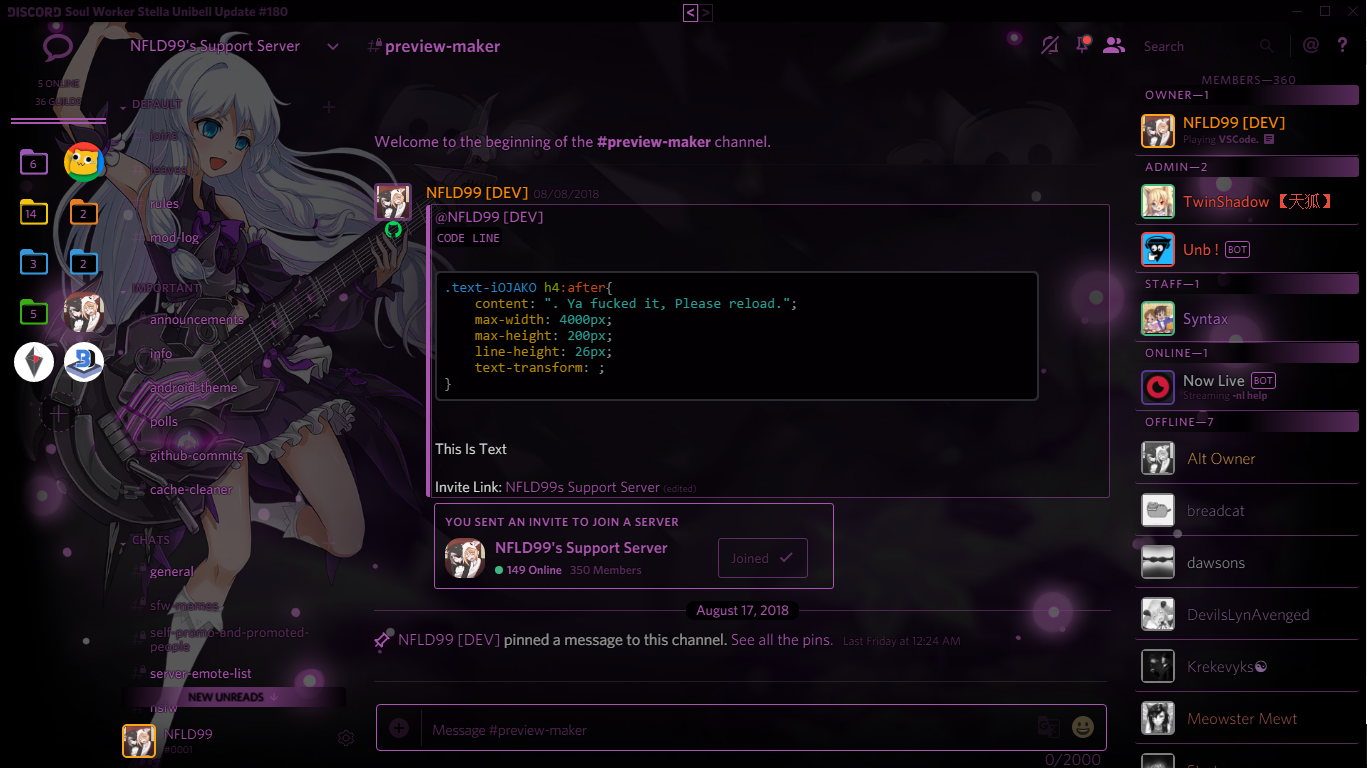 DISCORD Soul Worker Stella Unibell Update #180
< >
NFLD99's Support Server
#preview-maker
Search
@ ?
5 ONLINE
36 GUILDS
6
14
2
3
2
5
DEFAULT
joins
leaves
rules
mod-log
IMPORTANT
announcements
info
android-theme
polls
github-commits
cache-cleaner
CHATS
general
sfw-memes
self-promo-and-promoted-
people
server-emote-list
NEW UNREADS
nsfw
NFLD99
#0001
Welcome to the beginning of the #preview-maker channel.
NFLD99 [DEV] 08/08/2018
@NFLD99 [DEV]
CODE LINE
.text-iOJAKO h4:after{
content: ". Ya fucked it, Please reload.";
max-width: 4000px;
max-height: 200px;
line-height: 26px;
text-transform: ;
}
This Is Text
Invite Link: NFLD99s Support Server (edited)
YOU SENT AN INVITE TO JOIN A SERVER
NFLD99's Support Server
149 Online 350 Members
Joined
August 17, 2018
NFLD99 [DEV] pinned a message to this channel. See all the pins. Last Friday at 12:24 AM
Message #preview-maker
0/2000
MEMBERS—360
OWNER—1
NFLD99 [DEV]
Playing VSCode.
ADMIN—2
TwinShadow 【天狐】
Unb ! BOT
STAFF—1
Syntax
ONLINE—1
Now Live BOT
Streaming -nl help
OFFLINE—7
Alt Owner
breadcat
dawsons
DevilsLynAvenged
Krekevyks☯
Meowster Mewt